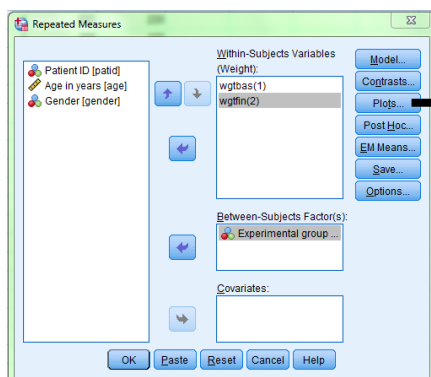 Repeated Measures
Within-Subjects Variables
(Weight):
Patient ID [patid]
Age in years [age]
Gender [gender]
wgtbas(1)
wgtfin(2)
Model...
Contrasts...
Plots...
Post Hoc...
EM Means...
Save...
Options...
Between-Subjects Factor(s):
Experimental group ...
Covariates:
OK Paste Reset Cancel Help